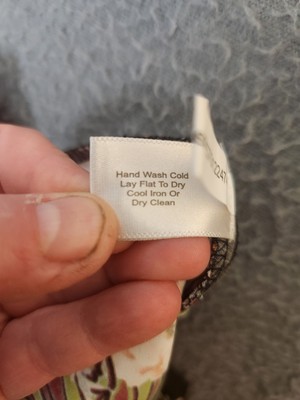 Hand Wash Cold
Lay Flat To Dry
Cool Iron Or
Dry Clean